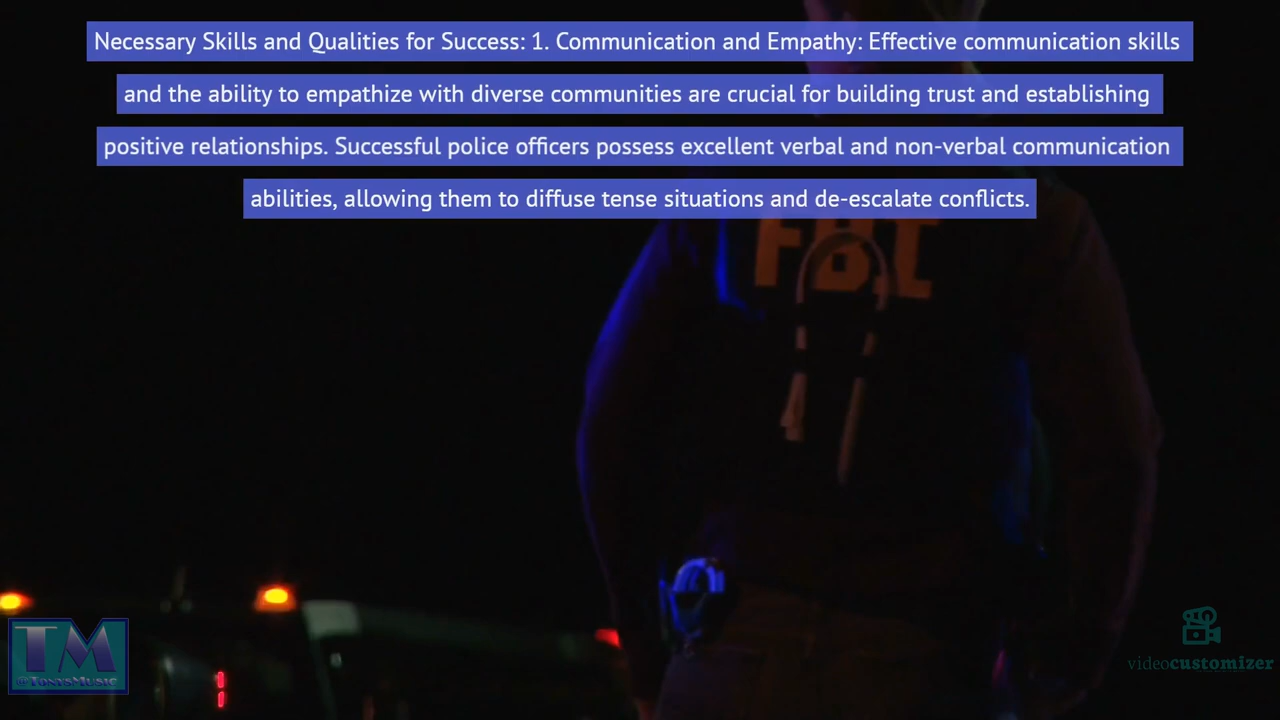 Necessary Skills and Qualities for Success: 1. Communication and Empathy: Effective communication skills
and the ability to empathize with diverse communities are crucial for building trust and establishing
positive relationships. Successful police officers possess excellent verbal and non-verbal communication
abilities, allowing them to diffuse tense situations and de-escalate conflicts.
FBI
TM
@TonysMusic
videocustomizer